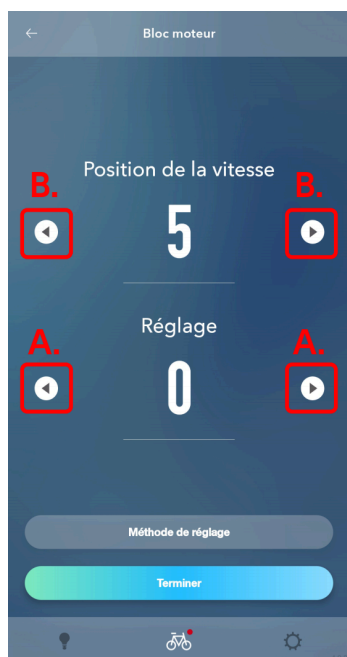 Bloc moteur
Position de la vitesse
B. B.
5
Réglage
A. A.
0
Méthode de réglage
Terminer